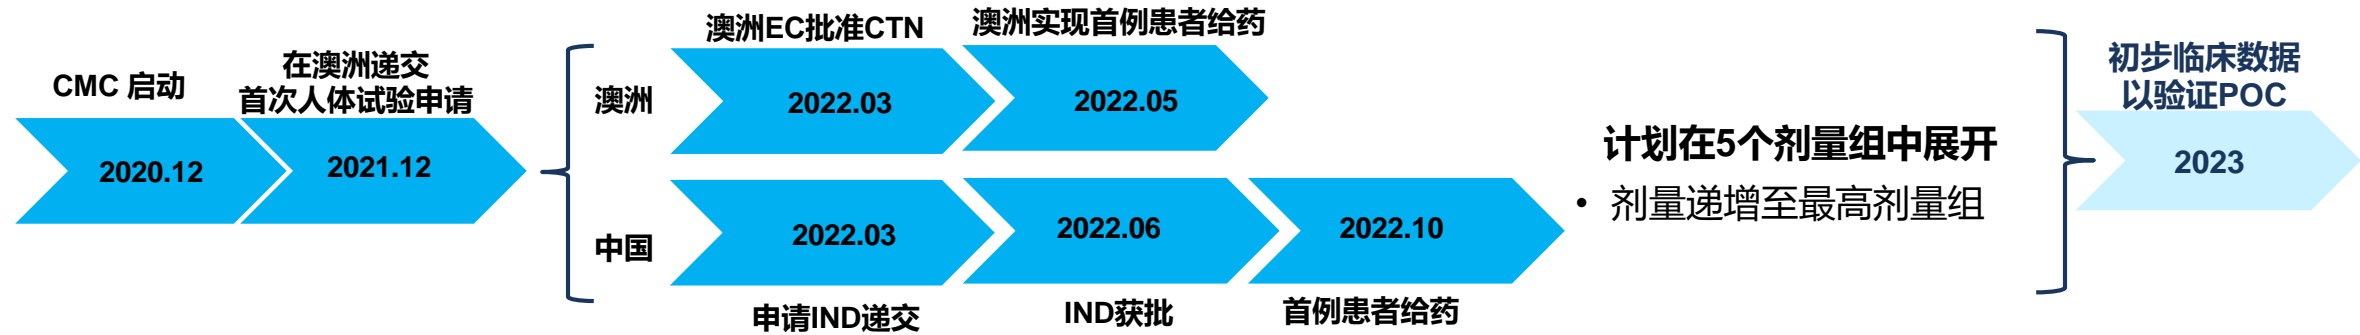 CMC 启动
2020.12
在澳洲递交
首次人体试验申请
2021.12
澳洲
澳洲EC批准CTN
2022.03
澳洲实现首例患者给药
2022.05
中国
2022.03
申请IND递交
2022.06
IND获批
2022.10
首例患者给药
计划在5个剂量组中展开
• 剂量递增至最高剂量组
初步临床数据
以验证POC
2023